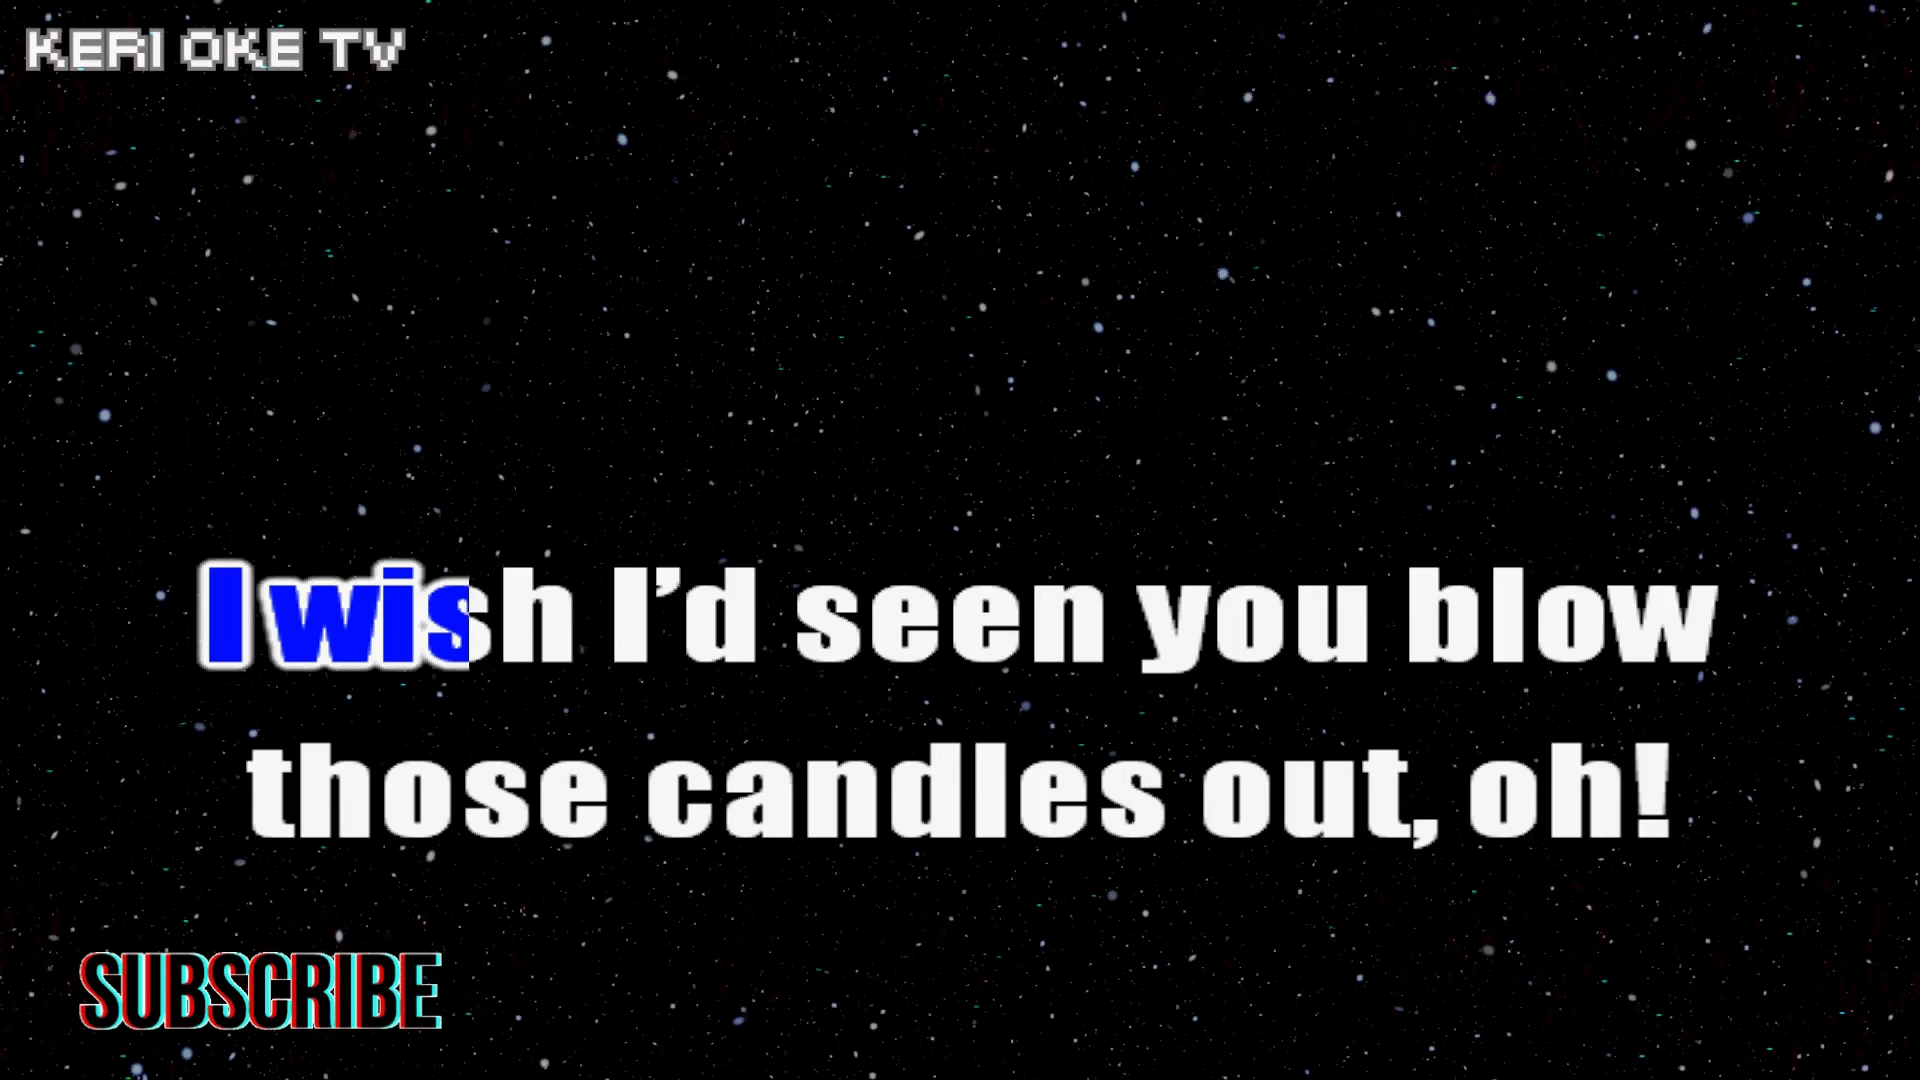 KERI OKE TV
I wish I’d seen you blow
those candles out, oh!
SUBSCRIBE